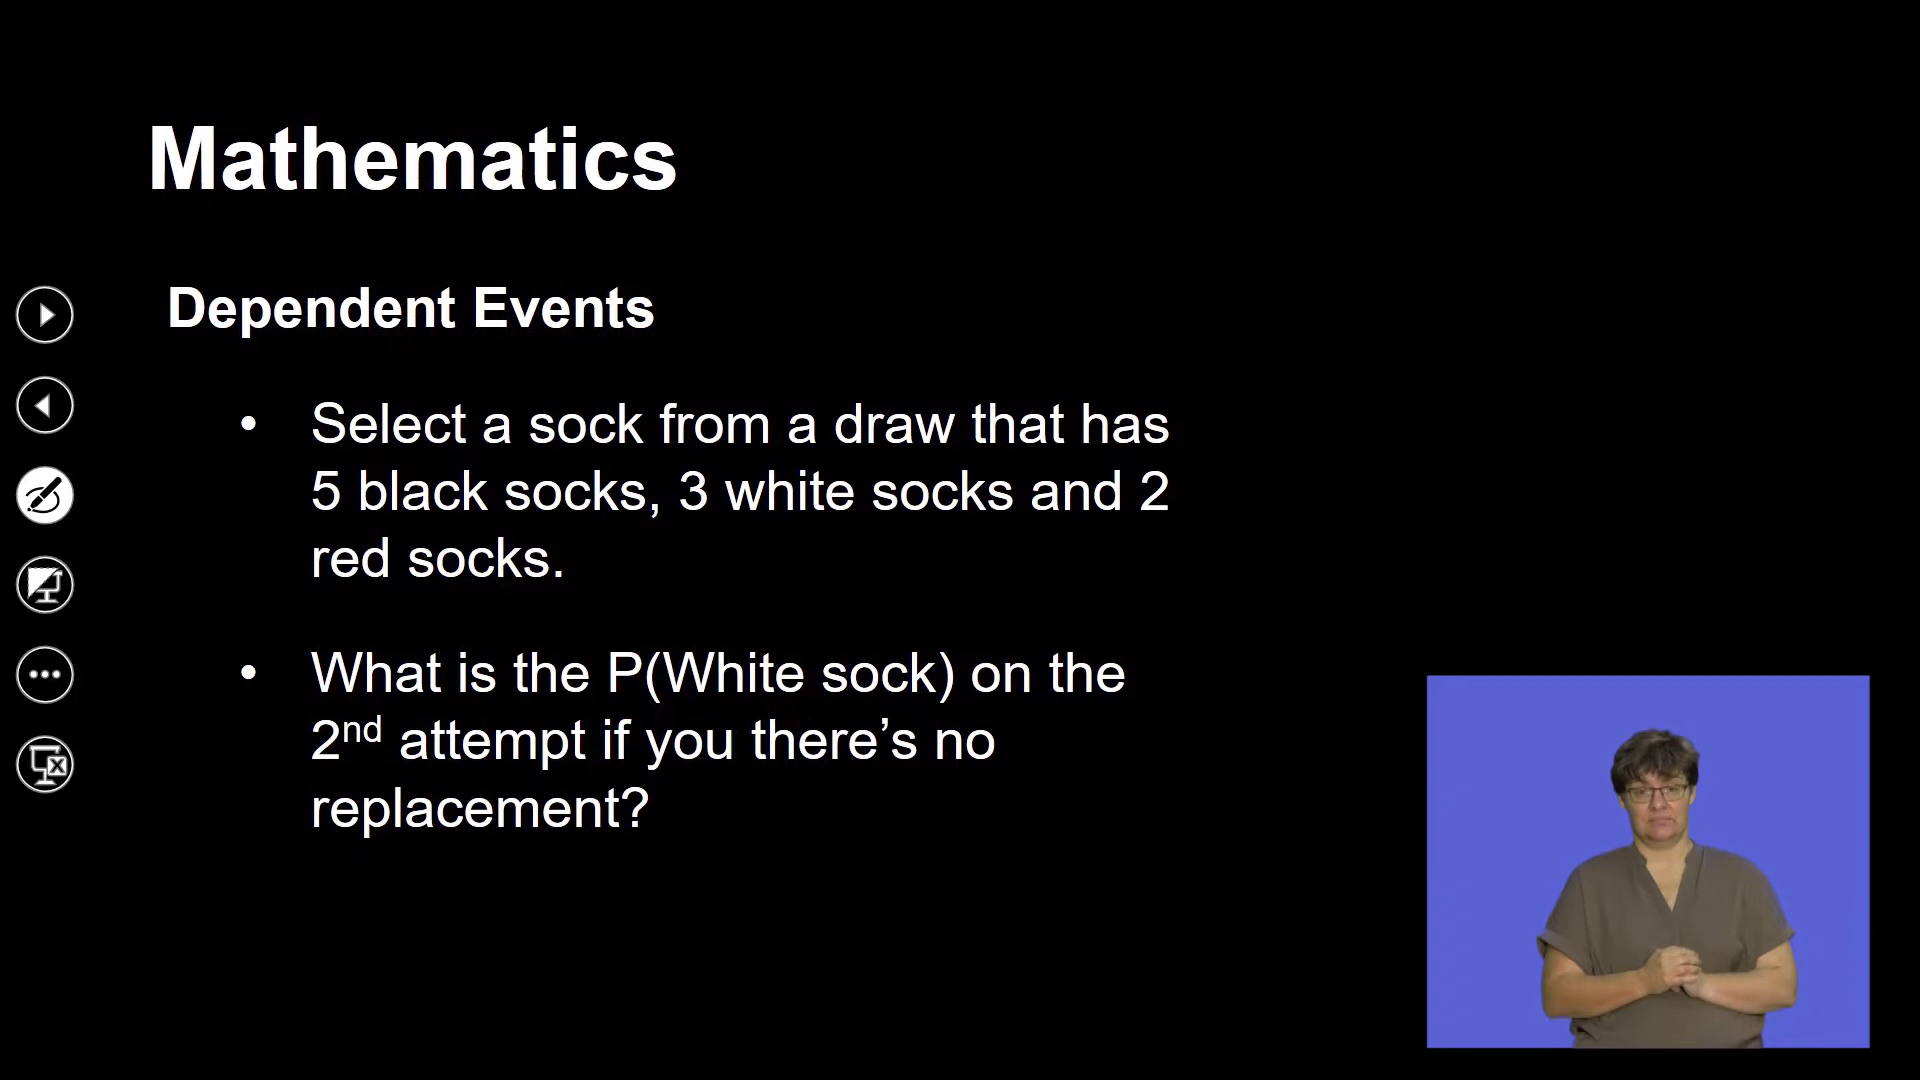 Mathematics
Dependent Events
• Select a sock from a draw that has
5 black socks, 3 white socks and 2
red socks.
• What is the P(White sock) on the
2nd attempt if you there’s no
replacement?